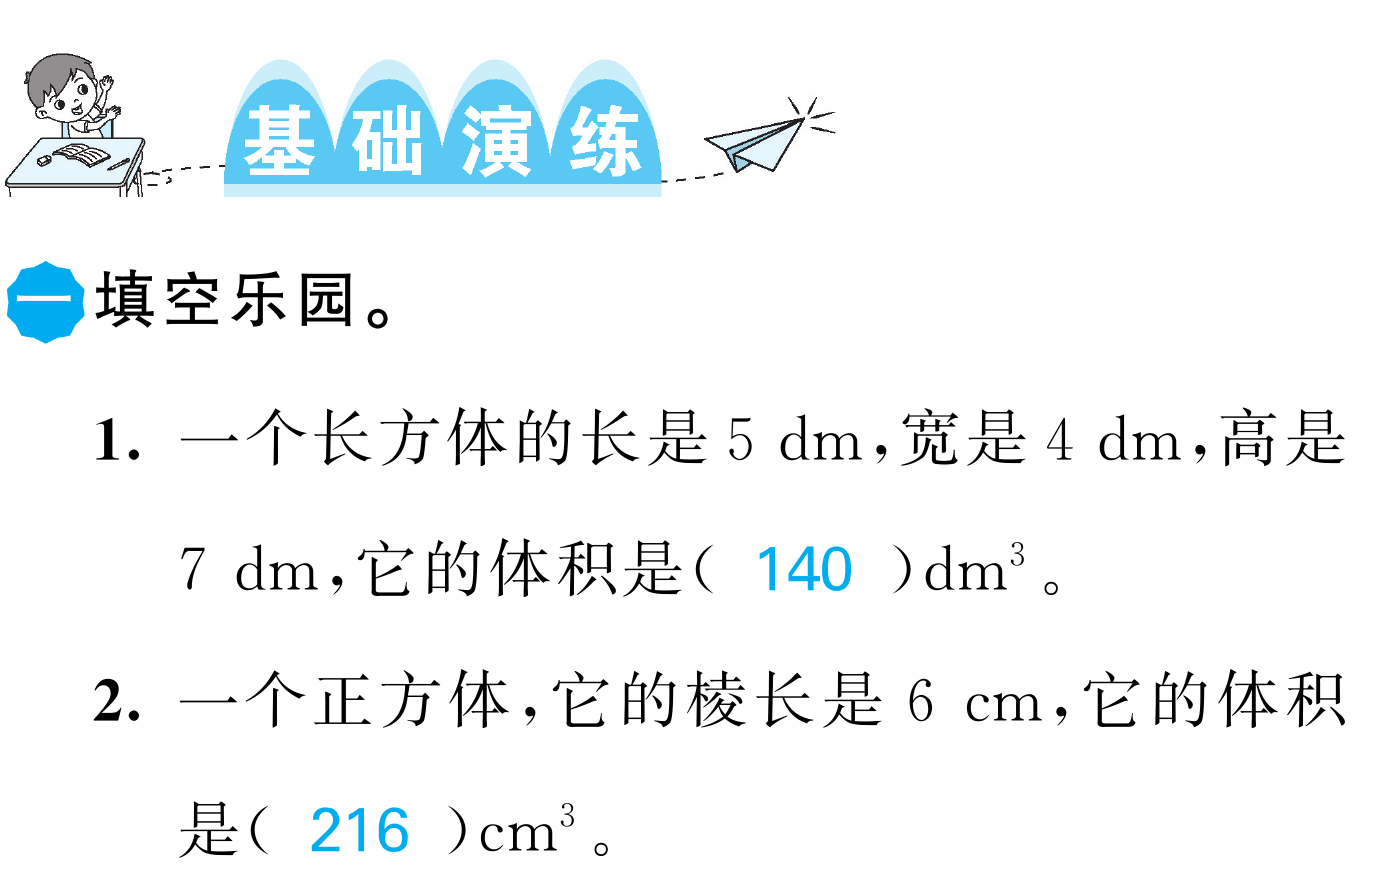 基础演练
一 填空乐园。
1. 一个长方体的长是 5 dm,宽是 4 dm,高是
7 dm,它的体积是( 140 )dm³。
2. 一个正方体,它的棱长是 6 cm,它的体积
是( 216 )cm³。